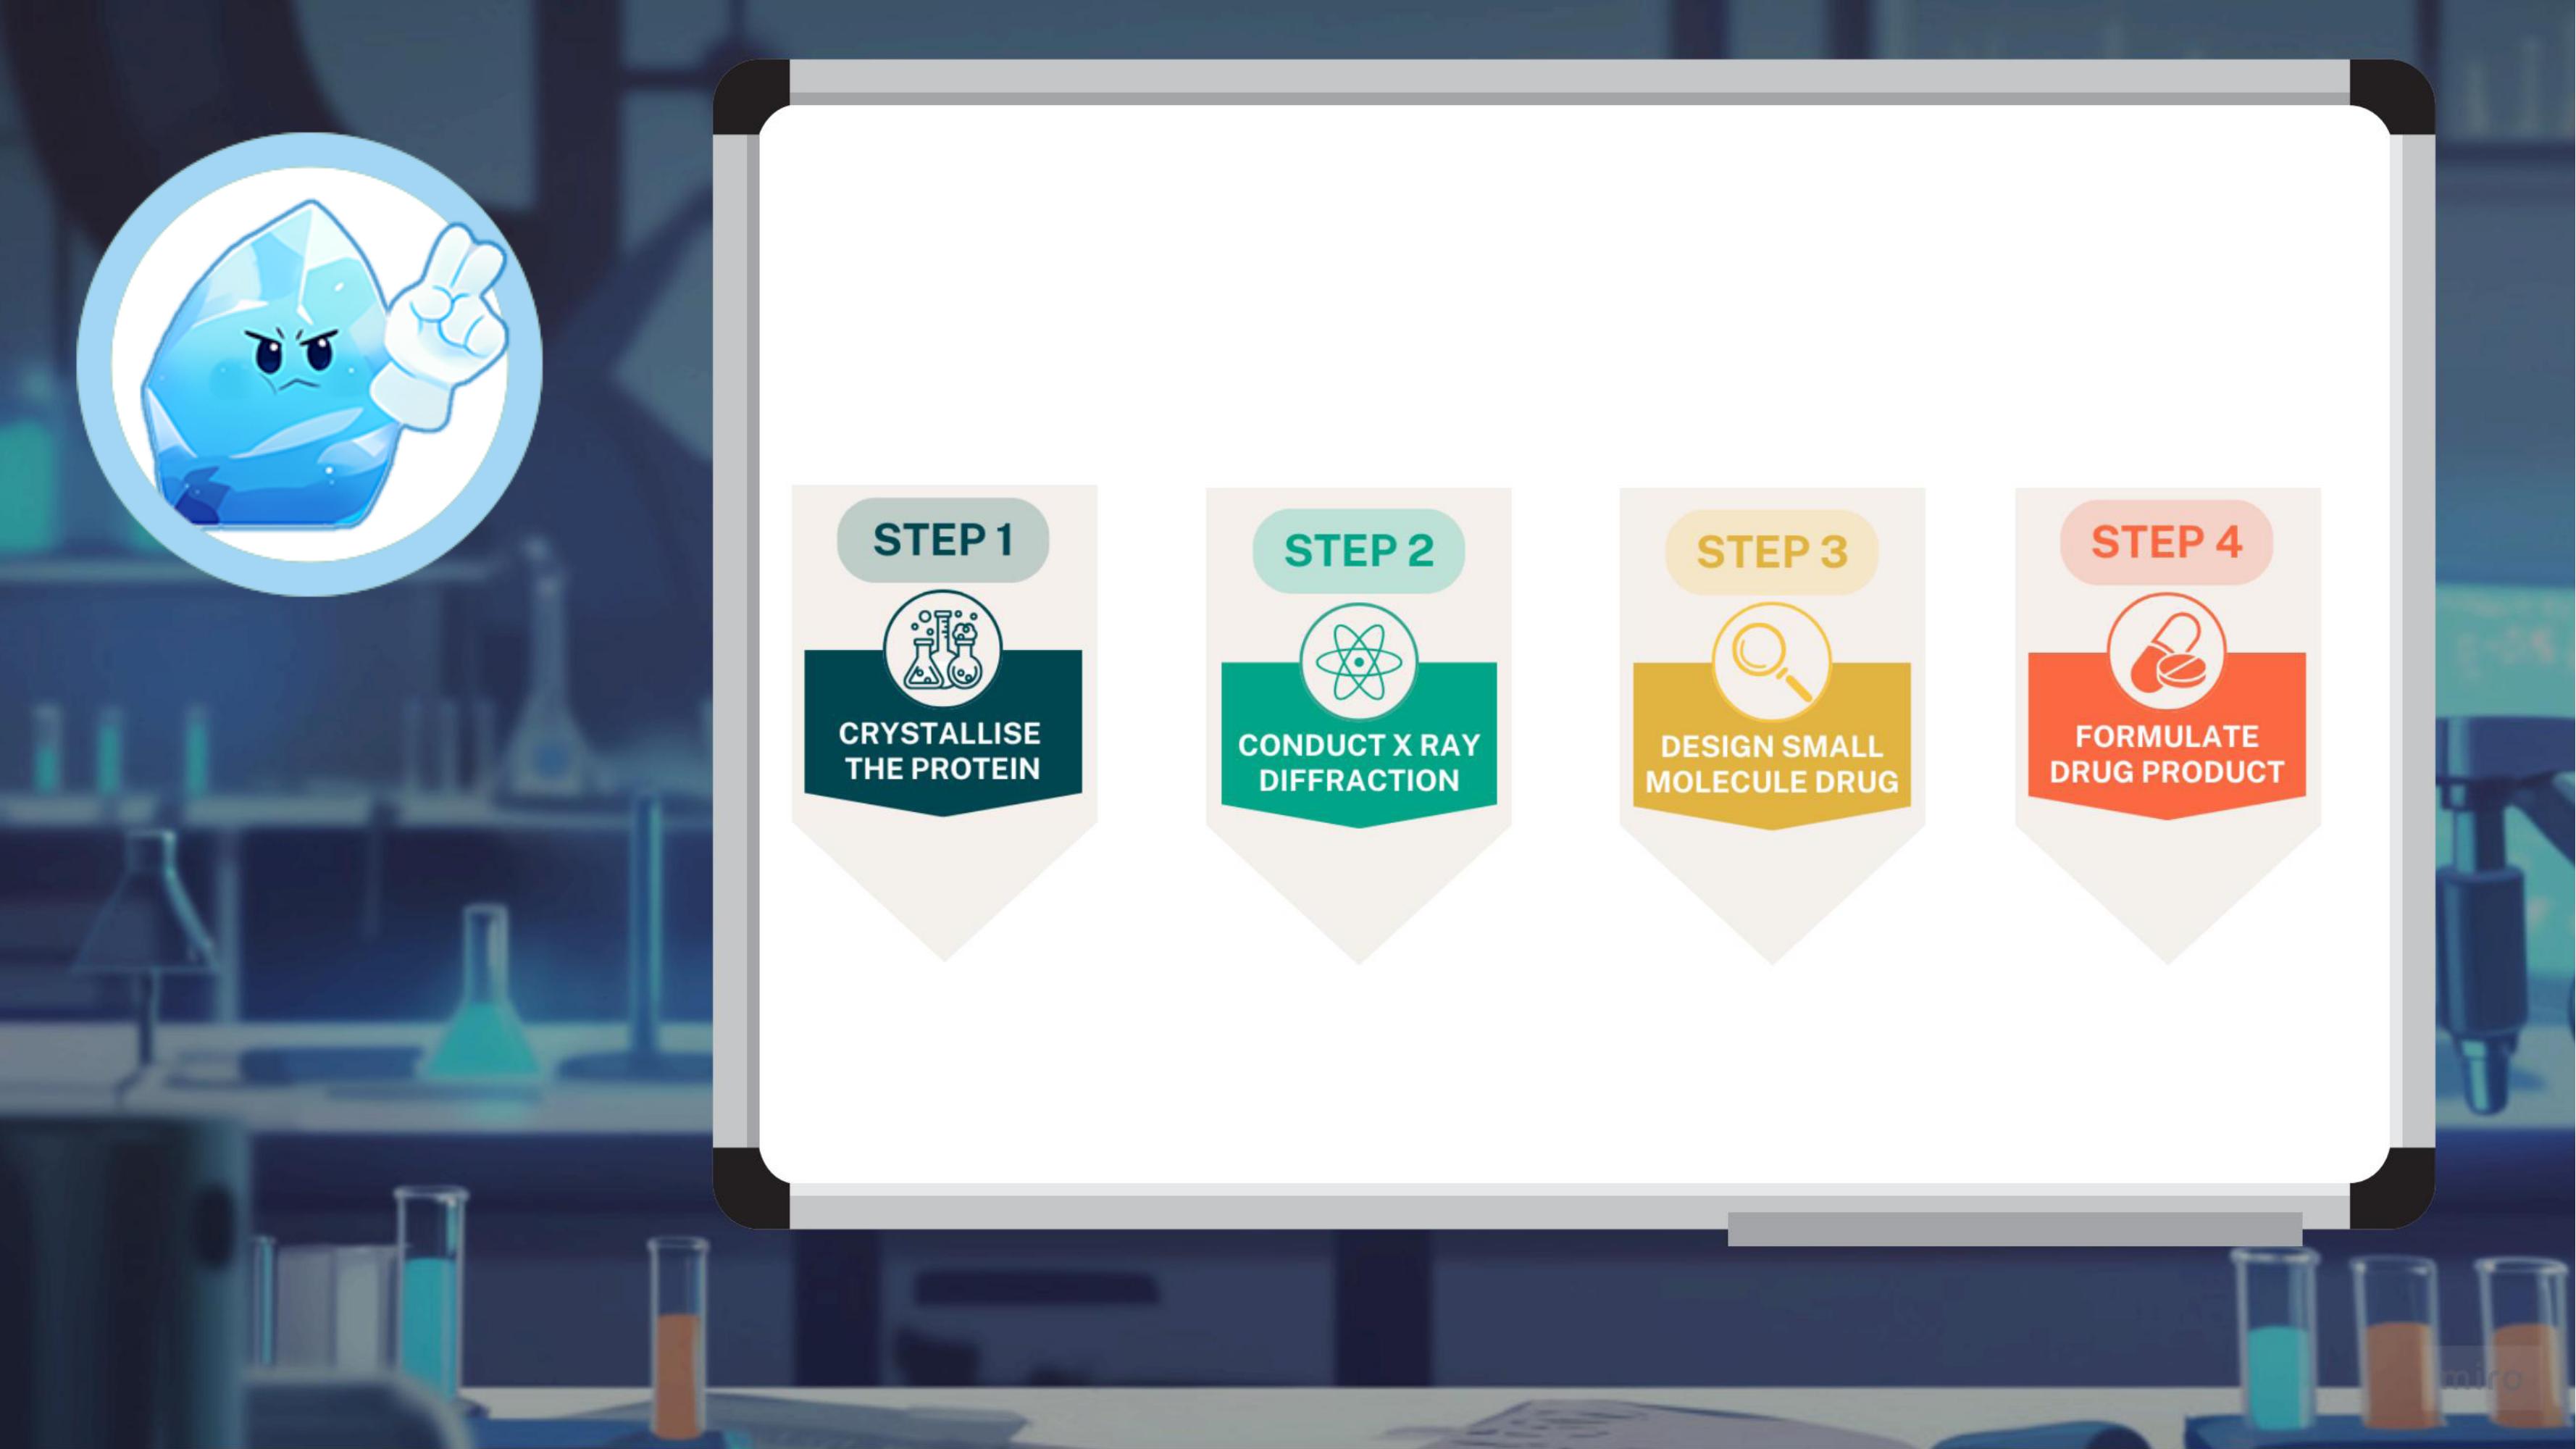 STEP 1
CRYSTALLISE
THE PROTEIN
STEP 2
CONDUCT X RAY
DIFFRACTION
STEP 3
DESIGN SMALL
MOLECULE DRUG
STEP 4
FORMULATE
DRUG PRODUCT
miro